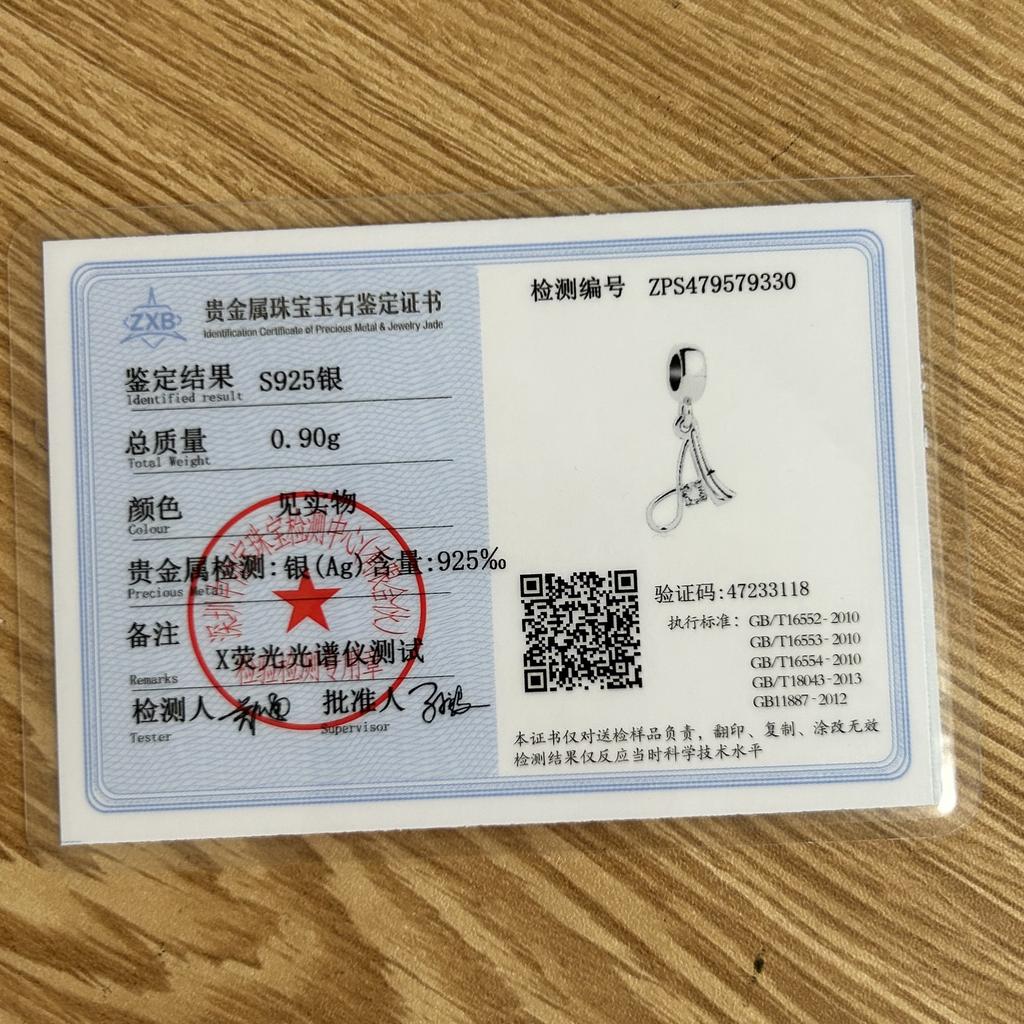 ZXB
贵金属珠宝玉石鉴定证书
Identification Certificate of Precious Metal & Jewelry Jade
鉴定结果 S925银
Identified result
总质量 0.90g
Total Weight
颜色 见实物
Colour
贵金属检测:银(Ag)含量:925‰
Precious Metal
备注
X荧光光谱仪测试
Remarks
检测人 批准人
Tester Supervisor
检验检测专用章
检测编号 ZPS479579330
验证码:47233118
执行标准: GB/T16552-2010
GB/T16553-2010
GB/T16554-2010
GB/T18043-2013
GB11887-2012
本证书仅对送检样品负责,翻印、复制、涂改无效
检测结果仅反应当时科学技术水平